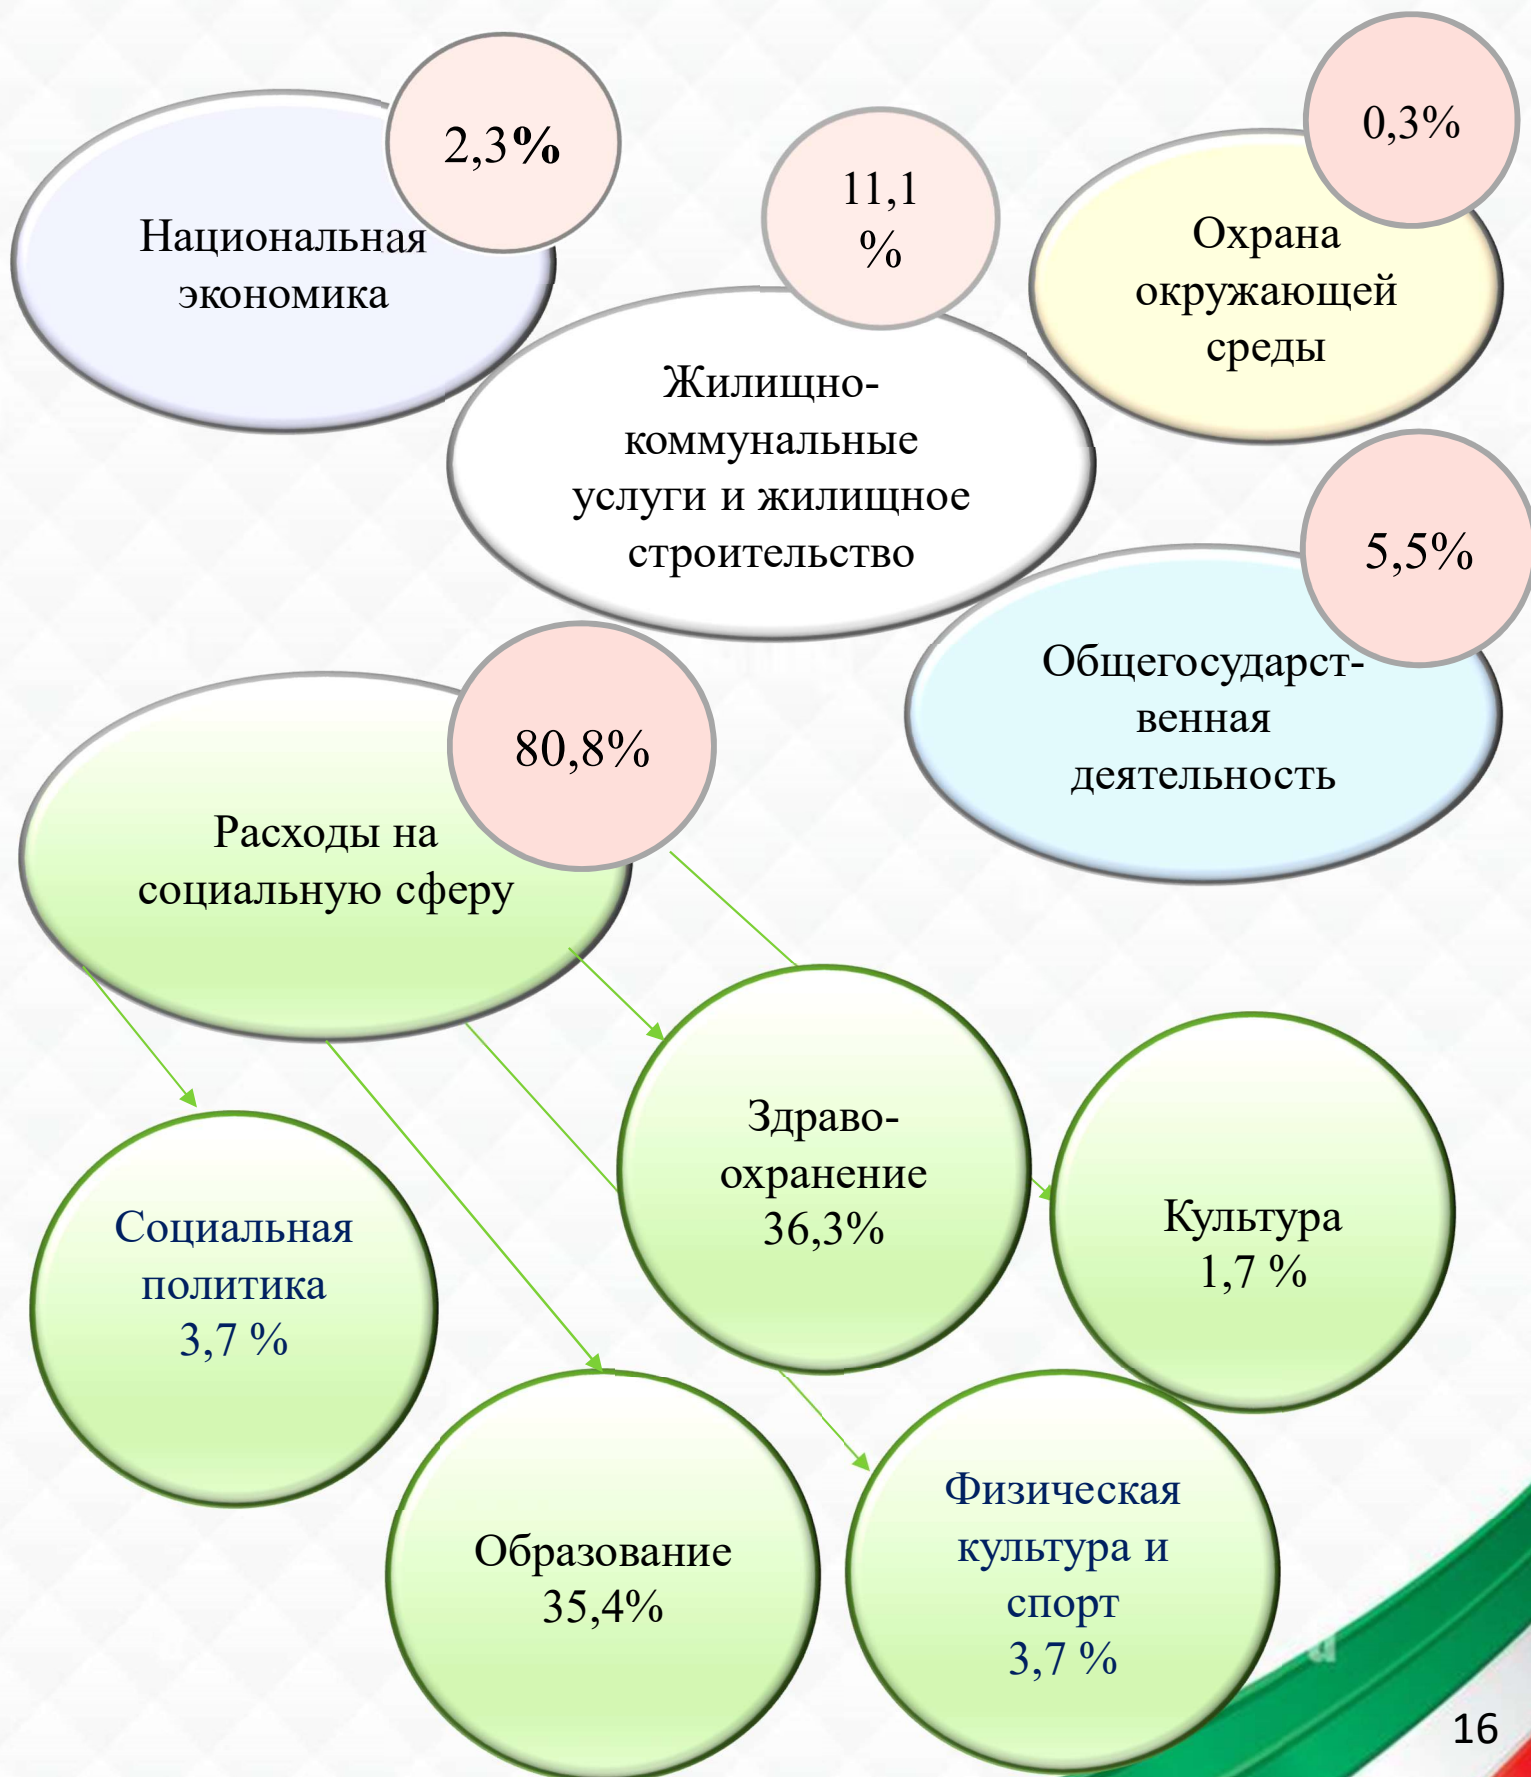 2,3%
Национальная
экономика
11,1
%
Жилищно-
коммунальные
услуги и жилищное
строительство
0,3%
Охрана
окружающей
среды
5,5%
Общегосударст-
венная
деятельность
80,8%
Расходы на
социальную сферу
Социальная
политика
3,7 %
Здраво-
охранение
36,3%
Культура
1,7 %
Образование
35,4%
Физическая
культура и
спорт
3,7 %
16